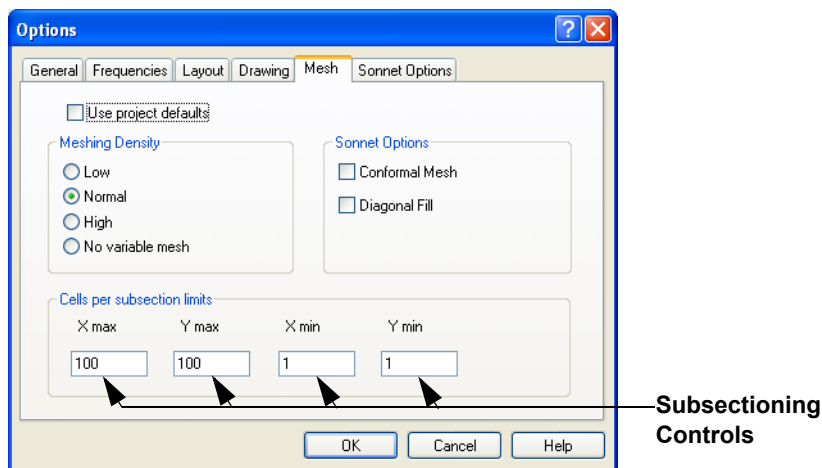 Options
General Frequencies Layout Drawing Mesh Sonnet Options
Use project defaults
Meshing Density
Low
Normal
High
No variable mesh
Sonnet Options
Conformal Mesh
Diagonal Fill
Cells per subsection limits
X max Y max X min Y min
100 100 1 1
Subsectioning
Controls
OK Cancel Help